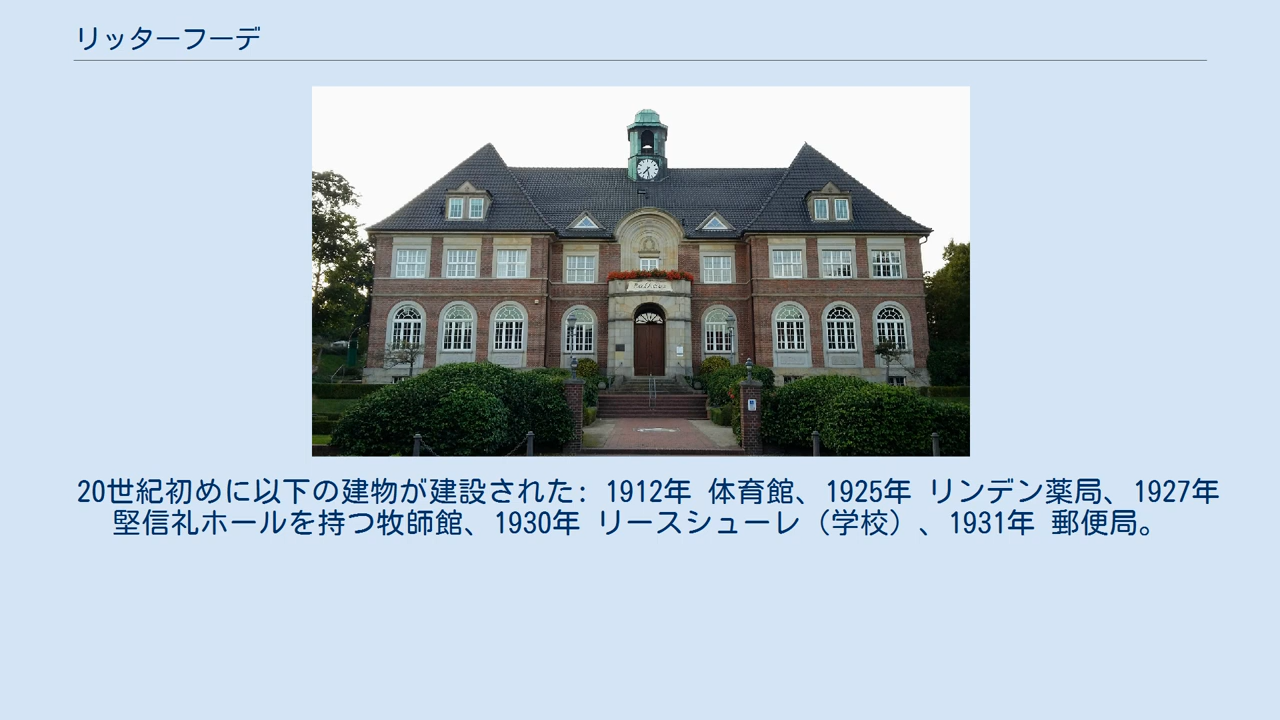 リッターフーデ
Rathaus
20世紀初めに以下の建物が建設された: 1912年 体育館、1925年 リンデン薬局、1927年
堅信礼ホールを持つ牧師館、1930年 リースシューレ（学校）、1931年 郵便局。